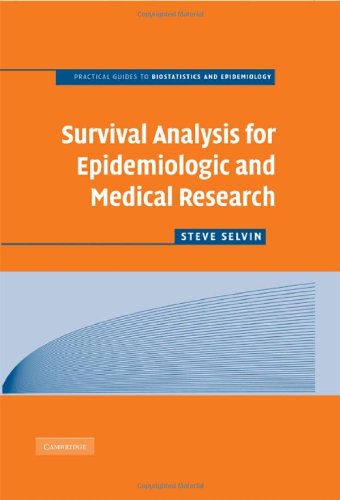 PRACTICAL GUIDES TO BIOSTATISTICS AND EPIDEMIOLOGY
Survival Analysis for
Epidemiologic and
Medical Research
STEVE SELVIN
CAMBRIDGE